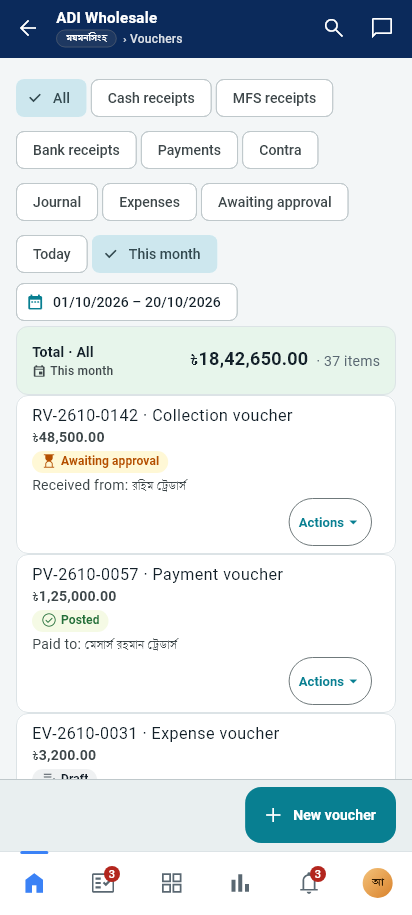 ADI Wholesale
ময়মনসিংহ › Vouchers
All Cash receipts MFS receipts
Bank receipts Payments Contra
Journal Expenses Awaiting approval
Today This month
01/10/2026 – 20/10/2026
Total · All
৳18,42,650.00 · 37 items
This month
RV-2610-0142 · Collection voucher
৳48,500.00
Awaiting approval
Received from: রহিম ট্রেডার্স
Actions
PV-2610-0057 · Payment voucher
৳1,25,000.00
Posted
Paid to: মেসার্স রহমান ট্রেডার্স
Actions
EV-2610-0031 · Expense voucher
৳3,200.00
Draft
New voucher
3 3 আ